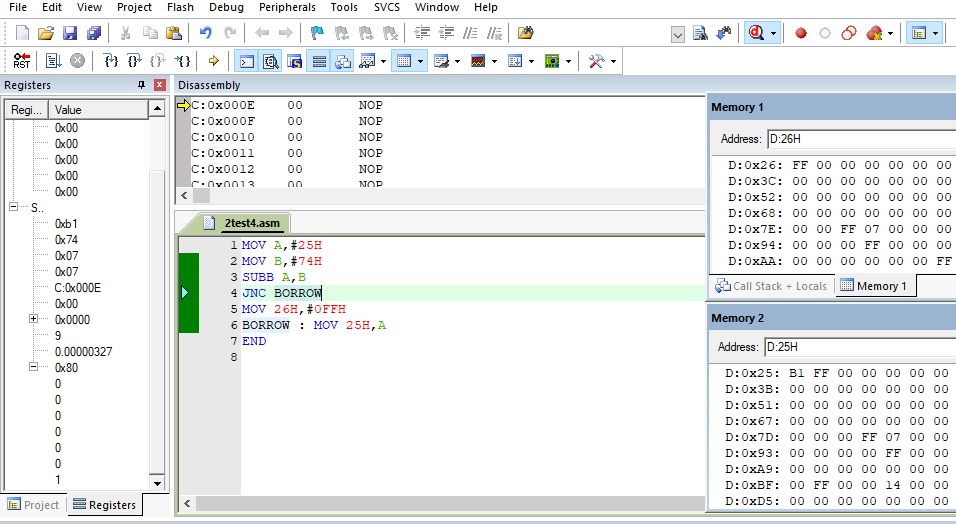 File Edit View Project Flash Debug Peripherals Tools SVCS Window Help
RST
Registers
Regi... Value
0x00
0x00
0x00
0x00
0x00
S..
0xb1
0x74
0x07
0x07
C:0x000E
0x00
0x0000
9
0.00000327
0x80
0
0
0
0
0
0
1
Project Registers
Disassembly
C:0x000E 00 NOP
C:0x000F 00 NOP
C:0x0010 00 NOP
C:0x0011 00 NOP
C:0x0012 00 NOP
C:0x0013 00 NOP
2test4.asm
1 MOV A,#25H
2 MOV B,#74H
3 SUBB A,B
4 JNC BORROW
5 MOV 26H,#0FFH
6 BORROW : MOV 25H,A
7 END
8
Memory 1
Address: D:26H
D:0x26: FF 00 00 00 00 00 00
D:0x3C: 00 00 00 00 00 00 00
D:0x52: 00 00 00 00 00 00 00
D:0x68: 00 00 00 00 00 00 00
D:0x7E: 00 00 FF 07 00 00 00
D:0x94: 00 00 00 FF 00 00 00
D:0xAA: 00 00 00 00 00 00 00
Call Stack + Locals Memory 1
Memory 2
Address: D:25H
D:0x25: B1 FF 00 00 00 00 00
D:0x3B: 00 00 00 00 00 00 00
D:0x51: 00 00 00 00 00 00 00
D:0x67: 00 00 00 00 00 00 00
D:0x7D: 00 00 00 FF 07 00 00
D:0x93: 00 00 00 00 FF 00 00
D:0xA9: 00 00 00 00 00 00 00
D:0xBF: 00 FF 00 00 14 00 00
D:0xD5: 00 00 00 00 00 00 00